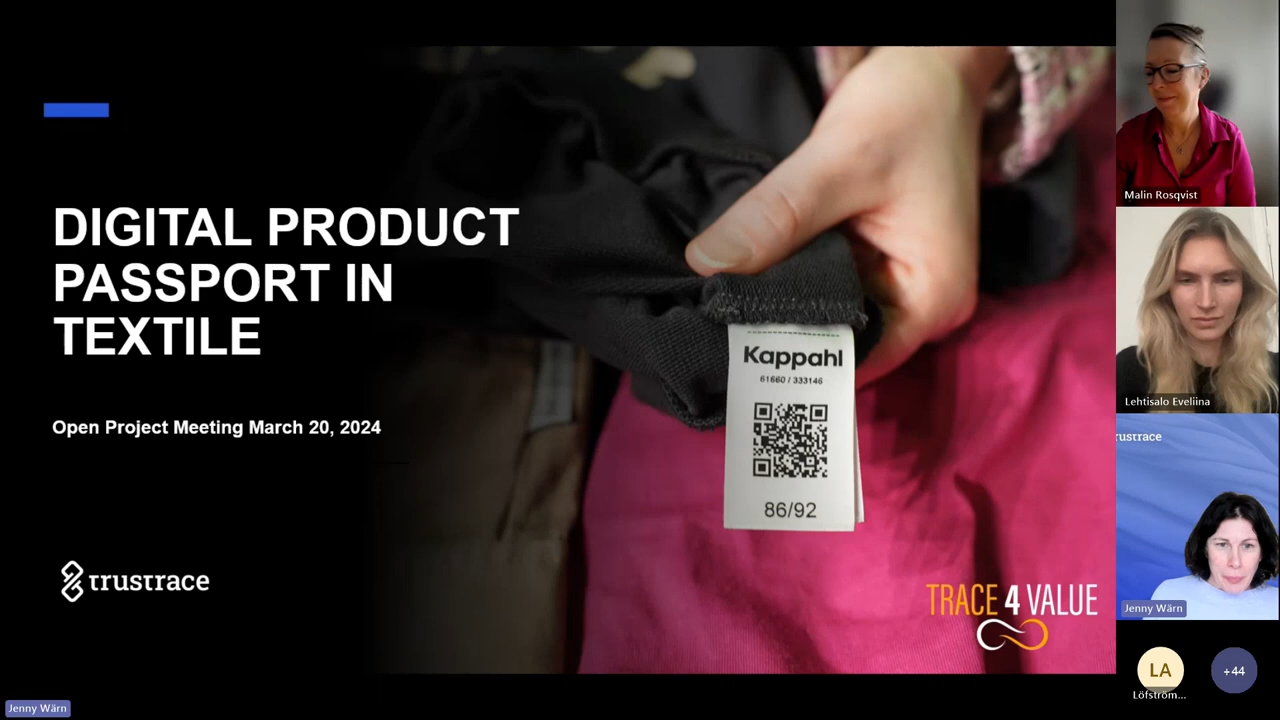 DIGITAL PRODUCT
PASSPORT IN
TEXTILE
Open Project Meeting March 20, 2024
trustrace
Kappahl
61660 / 333146
86/92
TRACE 4 VALUE
Jenny Wärn
Malin Rosqvist
Lehtisalo Eveliina
rustrace
Jenny Wärn
LA
Löfström...
+44